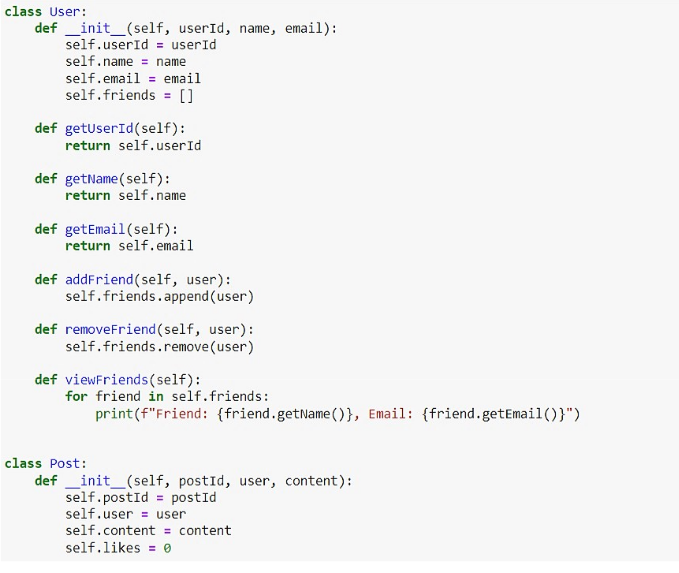 class User:
    def __init__(self, userId, name, email):
        self.userId = userId
        self.name = name
        self.email = email
        self.friends = []

    def getUserId(self):
        return self.userId

    def getName(self):
        return self.name

    def getEmail(self):
        return self.email

    def addFriend(self, user):
        self.friends.append(user)

    def removeFriend(self, user):
        self.friends.remove(user)

    def viewFriends(self):
        for friend in self.friends:
            print(f"Friend: {friend.getName()}, Email: {friend.getEmail()}")


class Post:
    def __init__(self, postId, user, content):
        self.postId = postId
        self.user = user
        self.content = content
        self.likes = 0